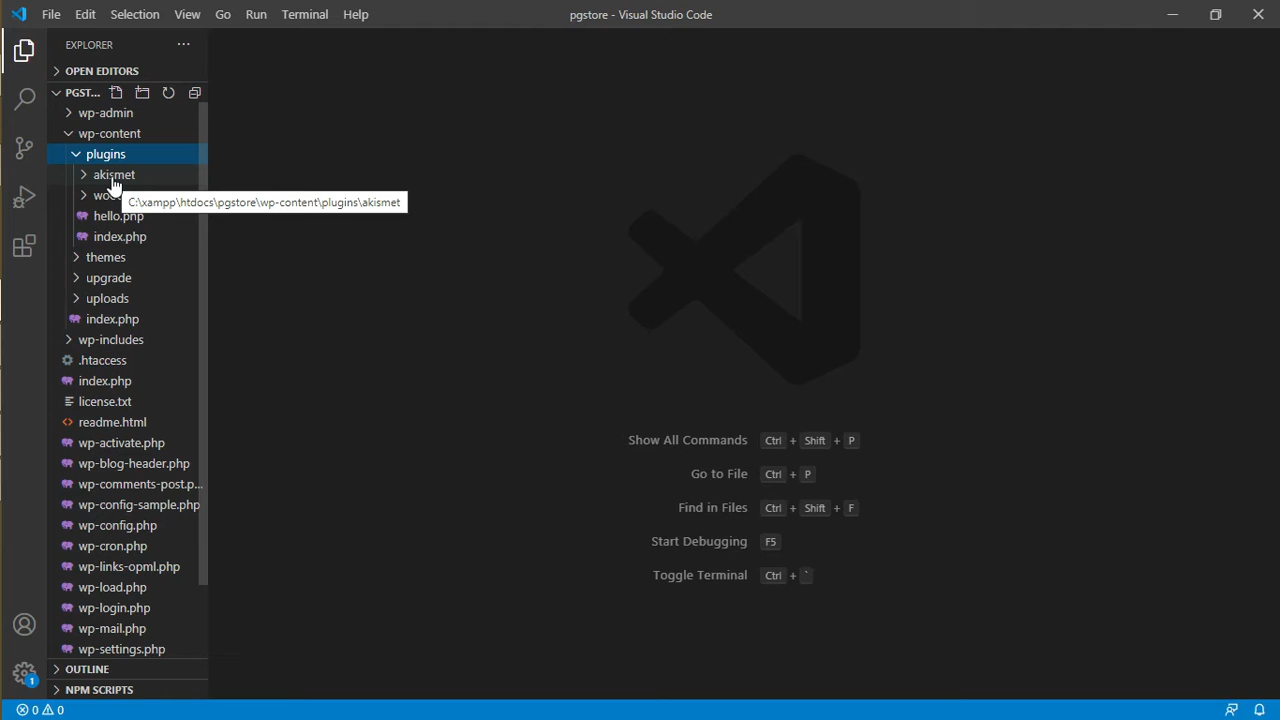 File Edit Selection View Go Run Terminal Help
pgstore - Visual Studio Code
EXPLORER ...
OPEN EDITORS
PGST...
wp-admin
wp-content
plugins
akismet
C:\xampp\htdocs\pgstore\wp-content\plugins\akismet
hello.php
index.php
themes
upgrade
uploads
index.php
wp-includes
.htaccess
index.php
license.txt
readme.html
wp-activate.php
wp-blog-header.php
wp-comments-post.p...
wp-config-sample.php
wp-config.php
wp-cron.php
wp-links-opml.php
wp-load.php
wp-login.php
wp-mail.php
wp-settings.php
OUTLINE
NPM SCRIPTS
Show All Commands Ctrl + Shift + P
Go to File Ctrl + P
Find in Files Ctrl + Shift + F
Start Debugging F5
Toggle Terminal Ctrl + `
1
0 0